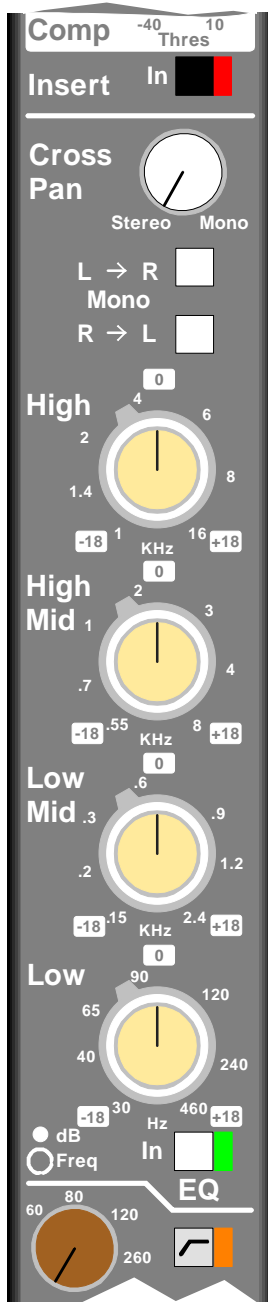 Comp -40 10
Thres
Insert In
Cross
Pan
Stereo Mono
L → R
Mono
R → L
0
High 4 6
2
8
1.4
-18 1 KHz 16 +18
0
High 2
Mid 1 3
.7 4
-18 .55 KHz 8 +18
0
Low .6
Mid .3 .9
.2 1.2
-18 .15 KHz 2.4 +18
0
Low 90
65 120
40 240
-18 30 Hz 460 +18
dB
Freq In
EQ
60 80 120
260